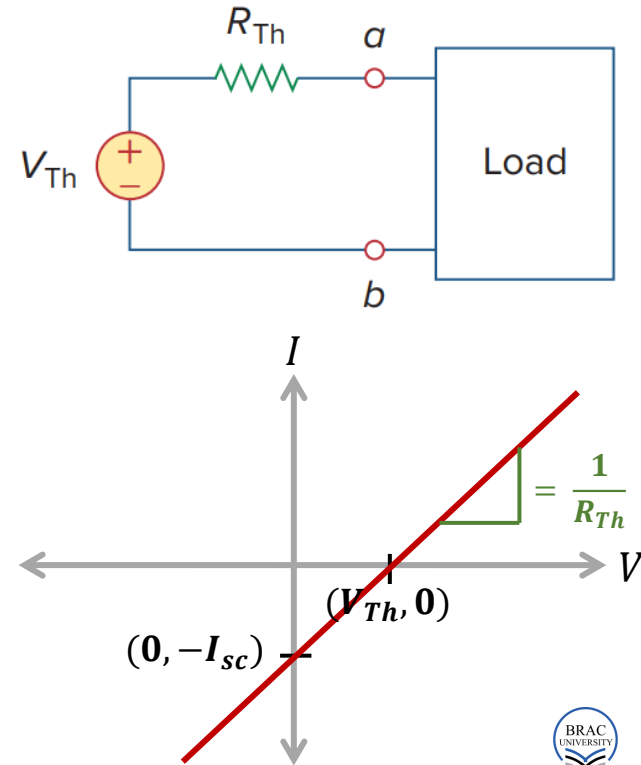 R_Th
a
+
V_Th
−
Load
b
I
= 1/R_Th
V
(V_Th, 0)
(0, −I_sc)
BRAC
UNIVERSITY